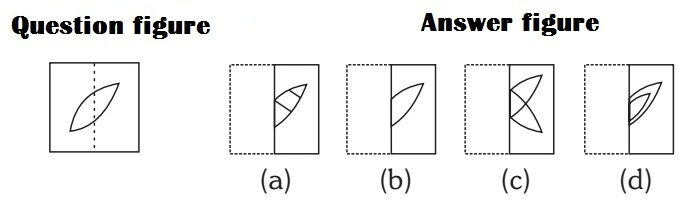 Question figure
Answer figure
(a) (b) (c) (d)